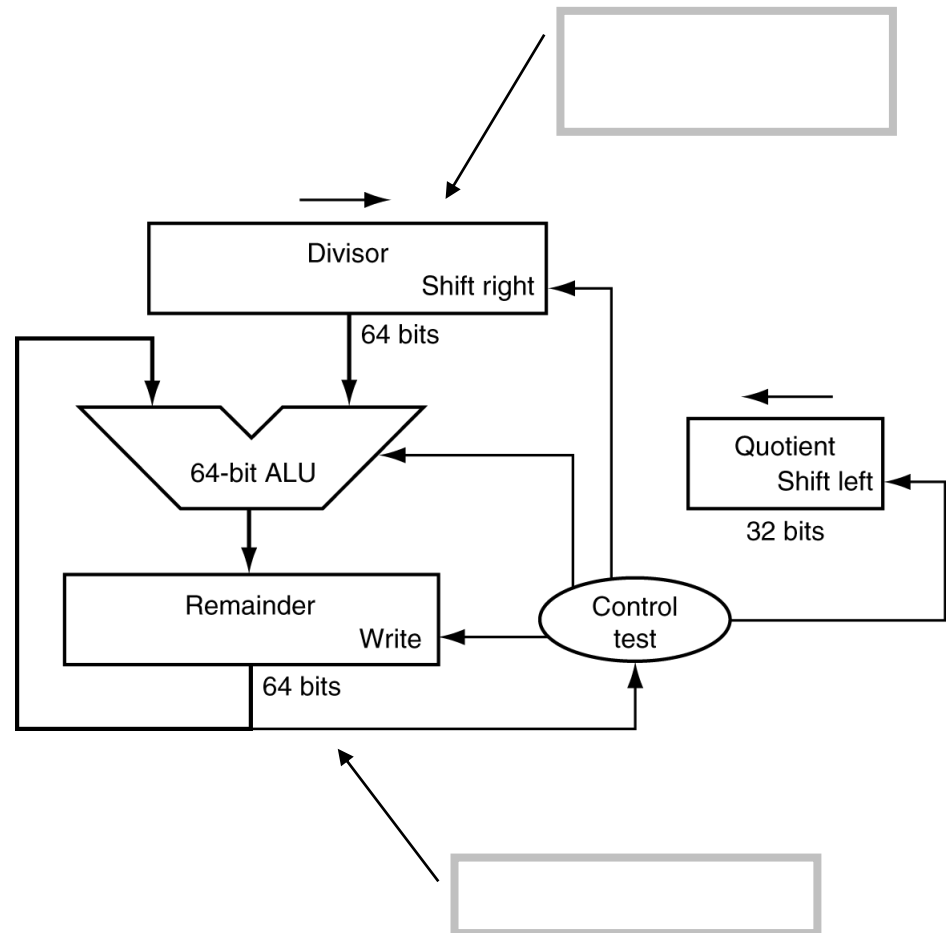 Divisor
Shift right
64 bits
64-bit ALU
Quotient
Shift left
32 bits
Remainder
Write
Control
test
64 bits